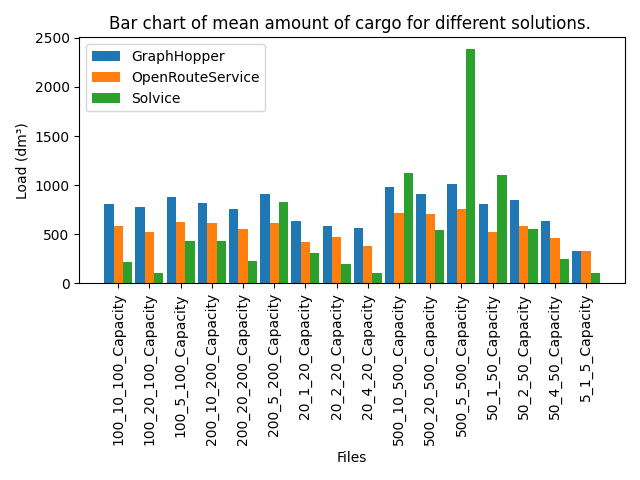 Bar chart of mean amount of cargo for different solutions.
GraphHopper
OpenRouteService
Solvice
Load (dm³)
2500
2000
1500
1000
500
0
100_10_100_Capacity
100_20_100_Capacity
100_5_100_Capacity
200_10_200_Capacity
200_20_200_Capacity
200_5_200_Capacity
20_1_20_Capacity
20_2_20_Capacity
20_4_20_Capacity
500_10_500_Capacity
500_20_500_Capacity
500_5_500_Capacity
50_1_50_Capacity
50_2_50_Capacity
50_4_50_Capacity
5_1_5_Capacity
Files